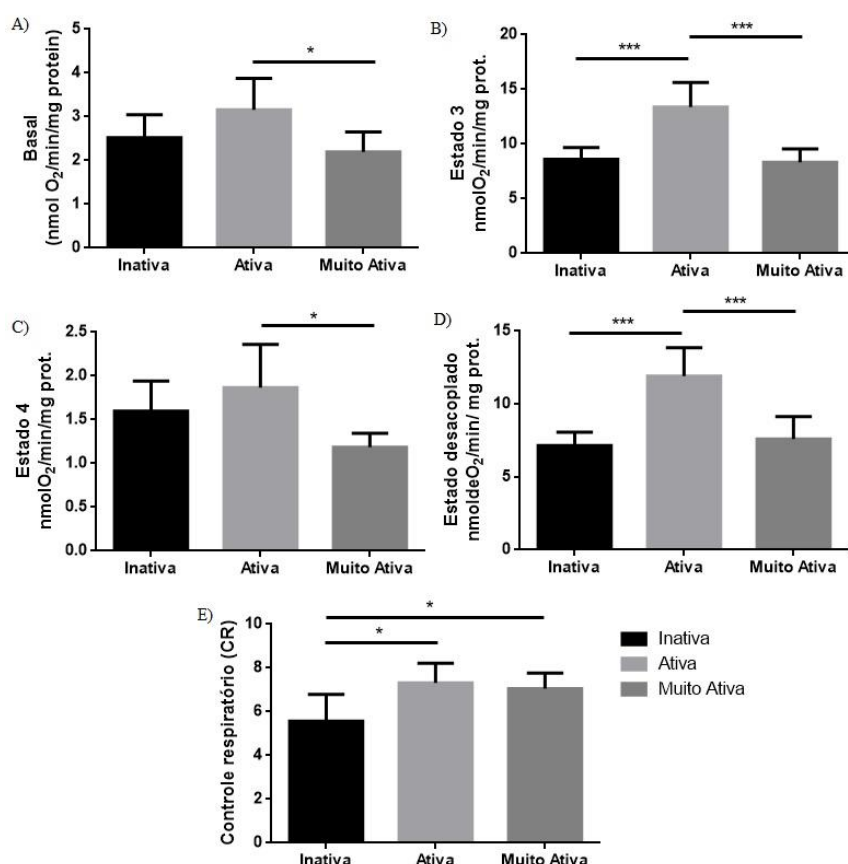 A)
Basal
(nmol O₂/min/mg protein)
5
4
3
2
1
0
*
Inativa Ativa Muito Ativa
B)
Estado 3
nmolO₂/min/mg prot.
20
15
10
5
0
***
***
Inativa Ativa Muito Ativa
C)
Estado 4
nmolO₂/min/mg prot.
2.5
2.0
1.5
1.0
0.5
0.0
*
Inativa Ativa Muito Ativa
D)
Estado desacoplado
nmoldeO₂/min/ mg prot.
15
10
5
0
***
***
Inativa Ativa Muito Ativa
E)
Controle respiratório (CR)
10
8
6
4
2
0
*
*
Inativa Ativa Muito Ativa
Inativa
Ativa
Muito Ativa